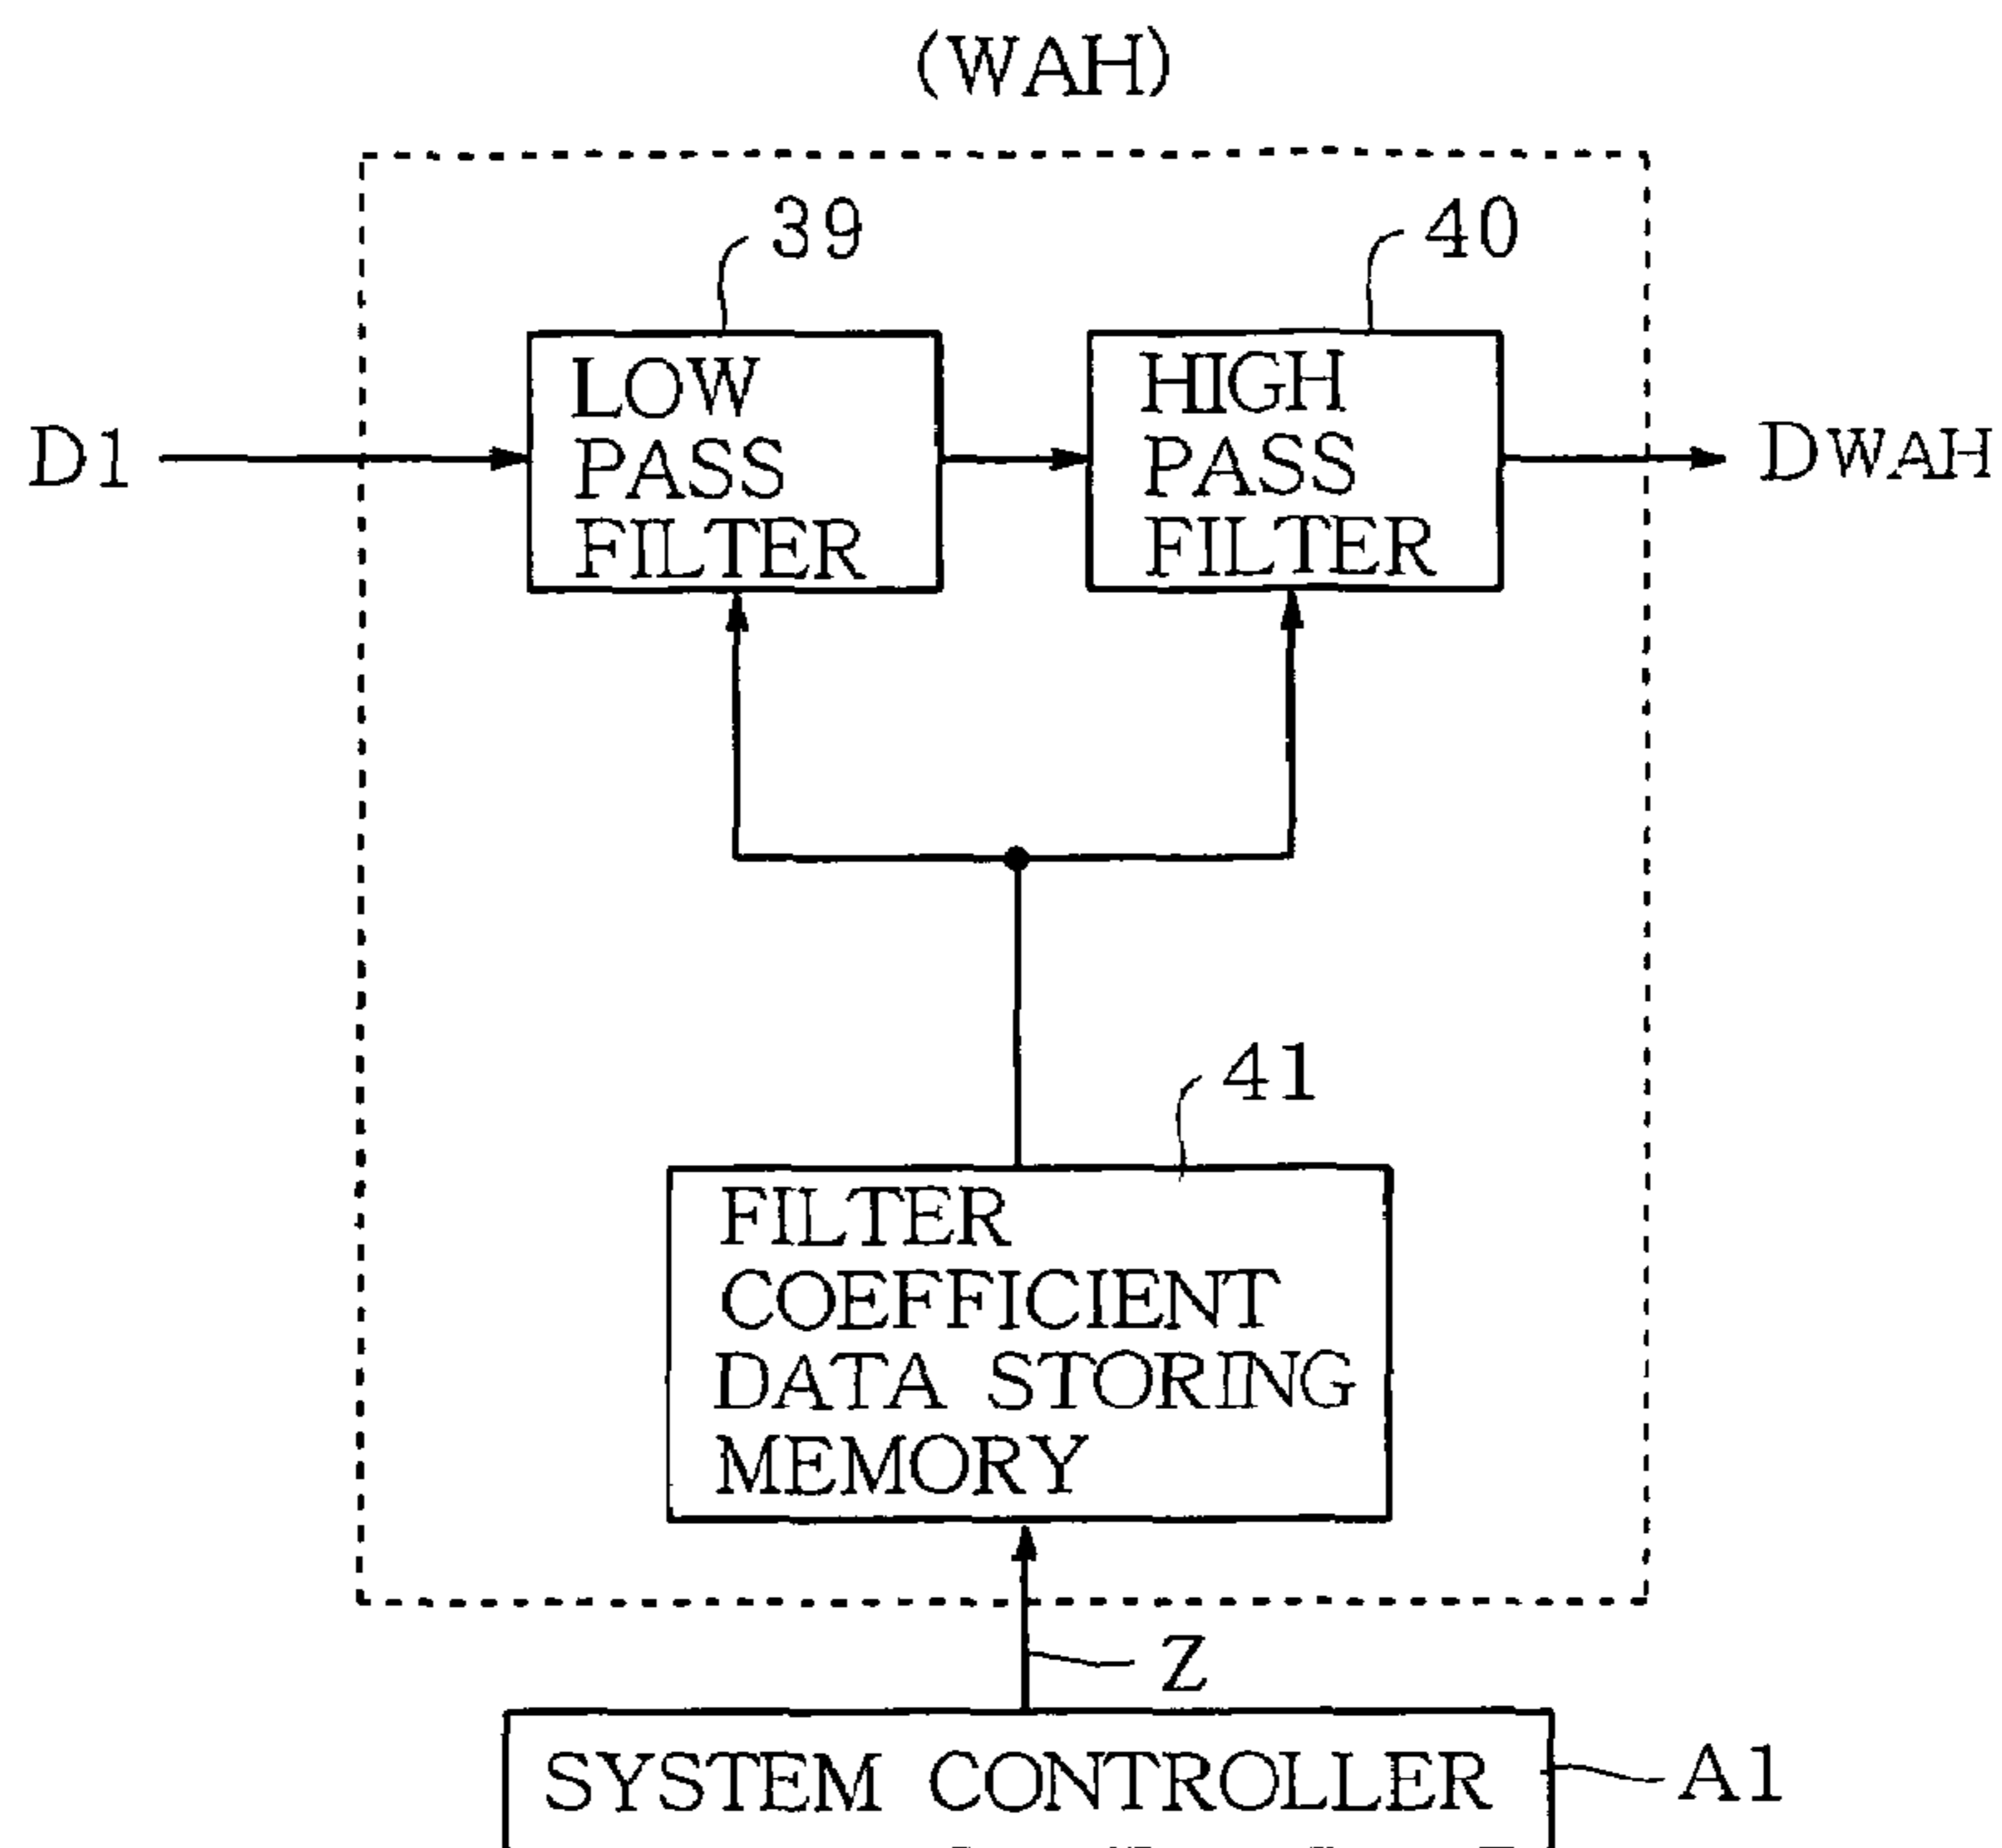 (WAH)
39
40
LOW
PASS
FILTER
HIGH
PASS
FILTER
D1
DWAH
41
FILTER
COEFFICIENT
DATA STORING
MEMORY
Z
SYSTEM CONTROLLER
A1